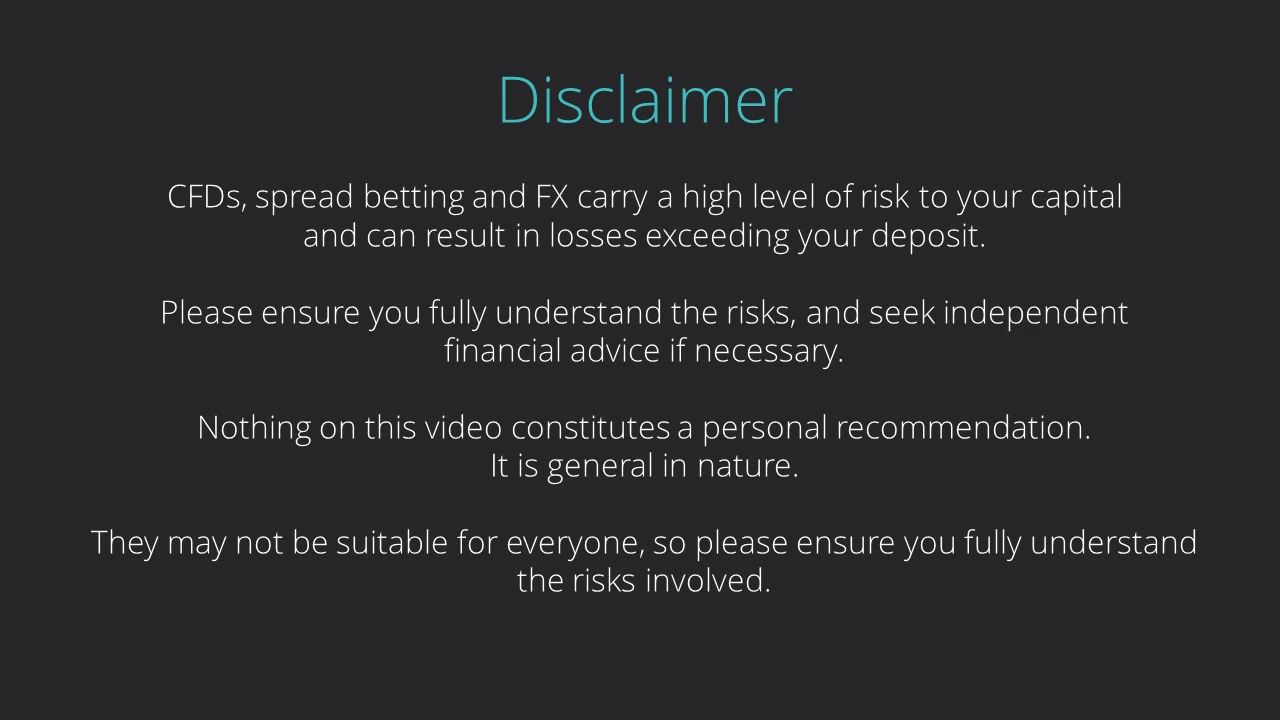 Disclaimer
CFDs, spread betting and FX carry a high level of risk to your capital
and can result in losses exceeding your deposit.
Please ensure you fully understand the risks, and seek independent
financial advice if necessary.
Nothing on this video constitutes a personal recommendation.
It is general in nature.
They may not be suitable for everyone, so please ensure you fully understand
the risks involved.